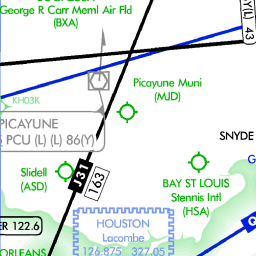 George R Carr Meml Air Fld
(BXA)
43
KH03K
Picayune Muni
(MJD)
PICAYUNE
PCU (L) (L) 86(Y)
SNYDE
Slidell
(ASD)
J31
163
BAY ST LOUIS
Stennis Intl
(HSA)
ER 122.6
HOUSTON
Lacombe
126.875 327.05
ORLEANS